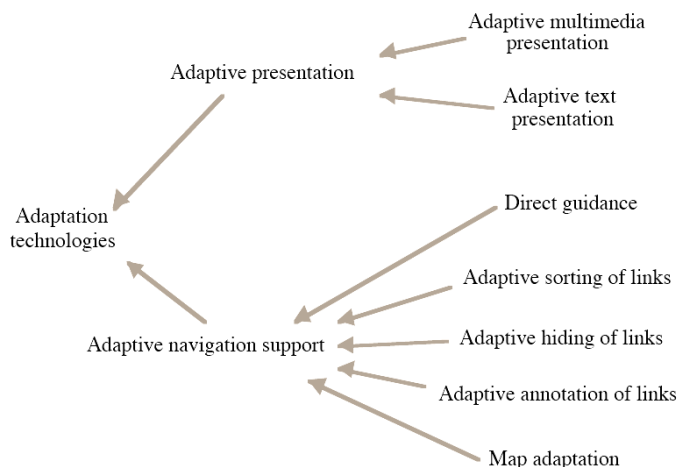 Adaptive multimedia
presentation
Adaptive presentation
Adaptive text
presentation
Direct guidance
Adaptation
technologies
Adaptive sorting of links
Adaptive navigation support
Adaptive hiding of links
Adaptive annotation of links
Map adaptation